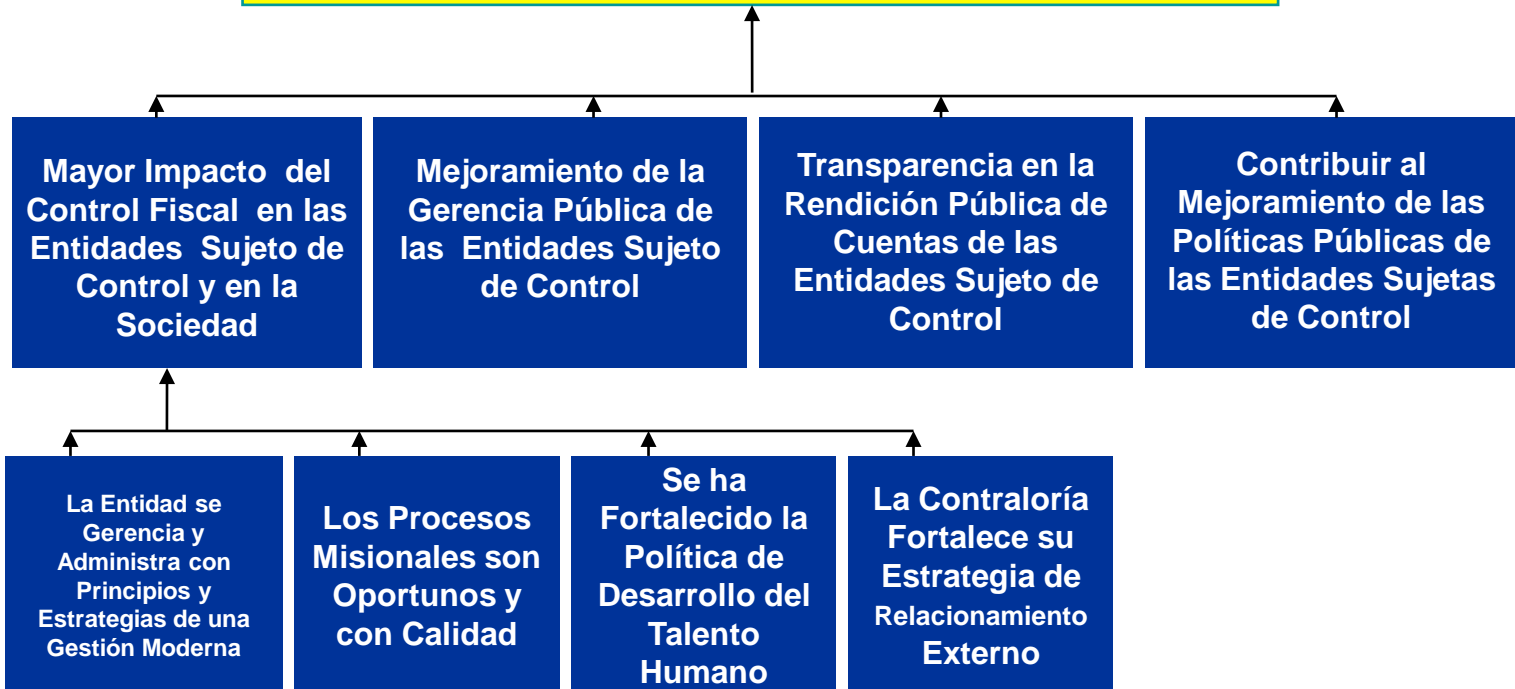 Mayor Impacto del
Control Fiscal en las
Entidades Sujeto de
Control y en la
Sociedad
Mejoramiento de la
Gerencia Pública de
las Entidades Sujeto
de Control
Transparencia en la
Rendición Pública de
Cuentas de las
Entidades Sujeto de
Control
Contribuir al
Mejoramiento de las
Políticas Públicas de
las Entidades Sujetas
de Control
La Entidad se
Gerencia y
Administra con
Principios y
Estrategias de una
Gestión Moderna
Los Procesos
Misionales son
Oportunos y
con Calidad
Se ha
Fortalecido la
Política de
Desarrollo del
Talento
Humano
La Contraloría
Fortalece su
Estrategia de
Relacionamiento
Externo